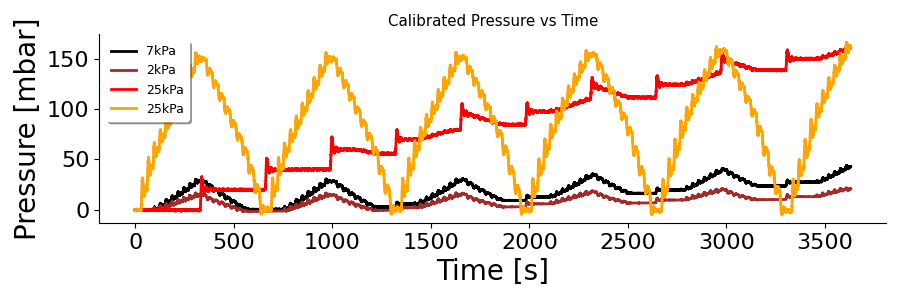 Calibrated Pressure vs Time
Pressure [mbar]
150
100
50
0
7kPa
2kPa
25kPa
25kPa
0 500 1000 1500 2000 2500 3000 3500
Time [s]